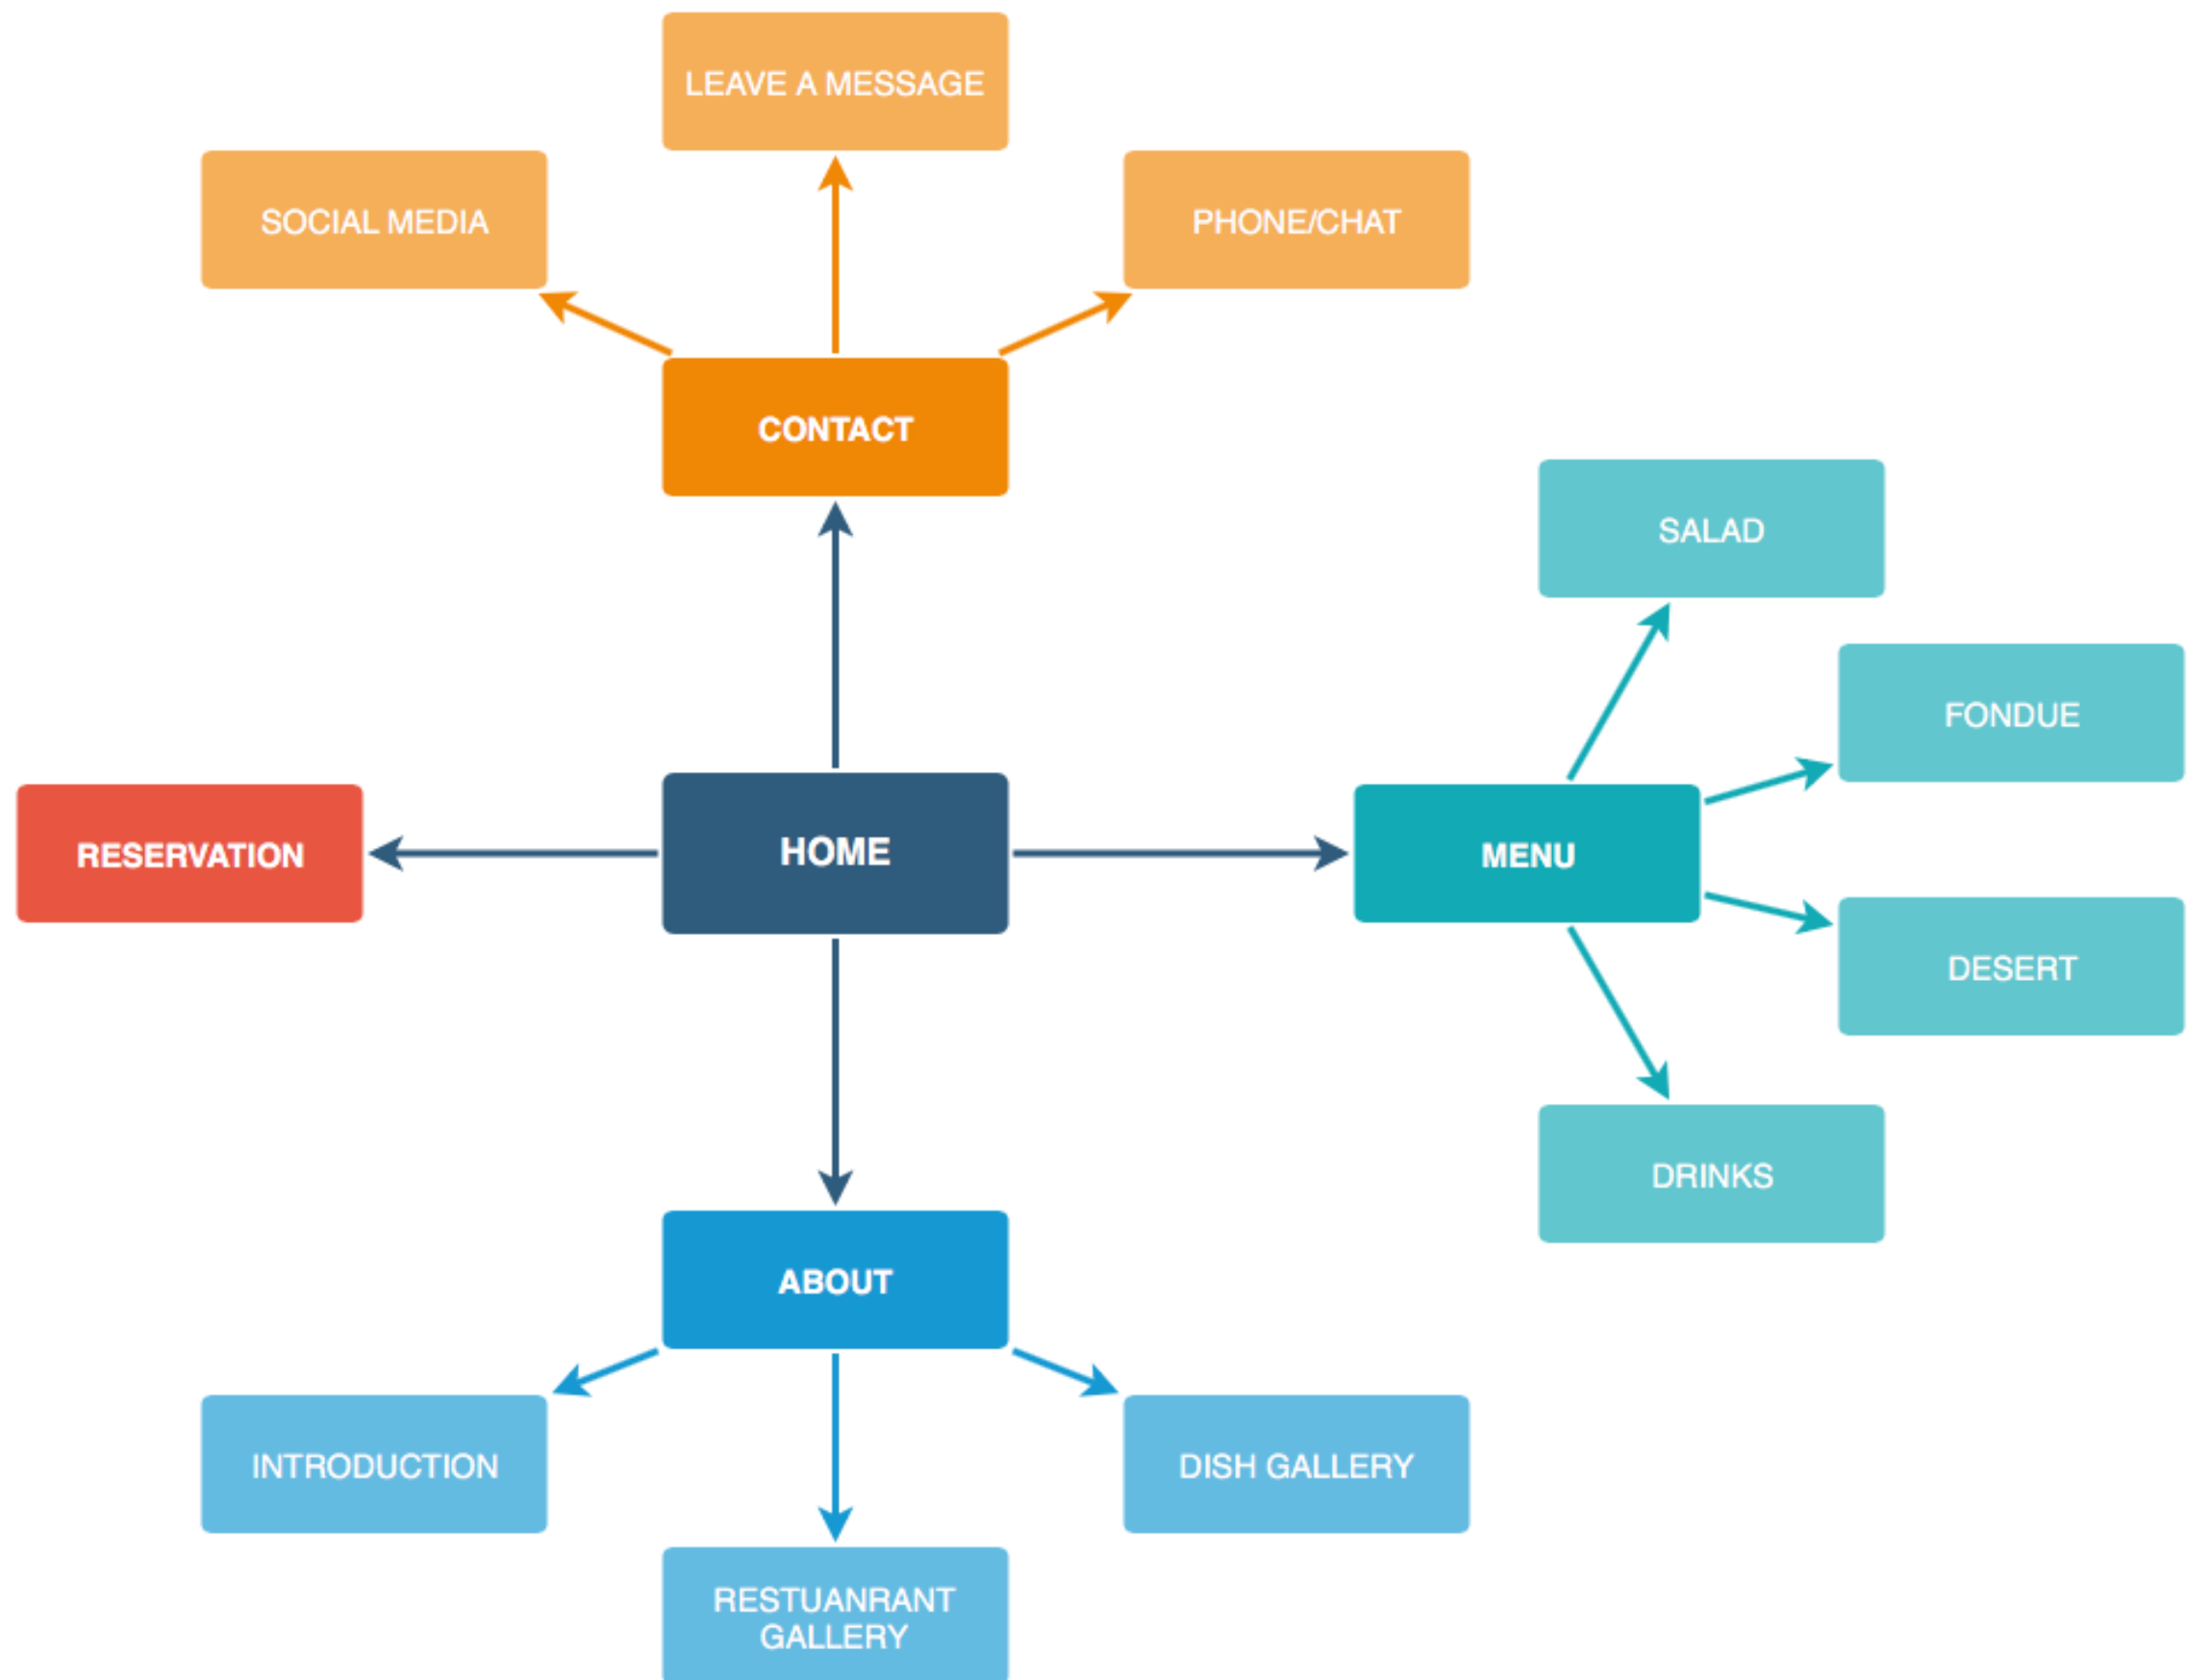 LEAVE A MESSAGE
SOCIAL MEDIA
PHONE/CHAT
CONTACT
SALAD
FONDUE
RESERVATION
HOME
MENU
DESERT
DRINKS
ABOUT
INTRODUCTION
DISH GALLERY
RESTUANRANT
GALLERY